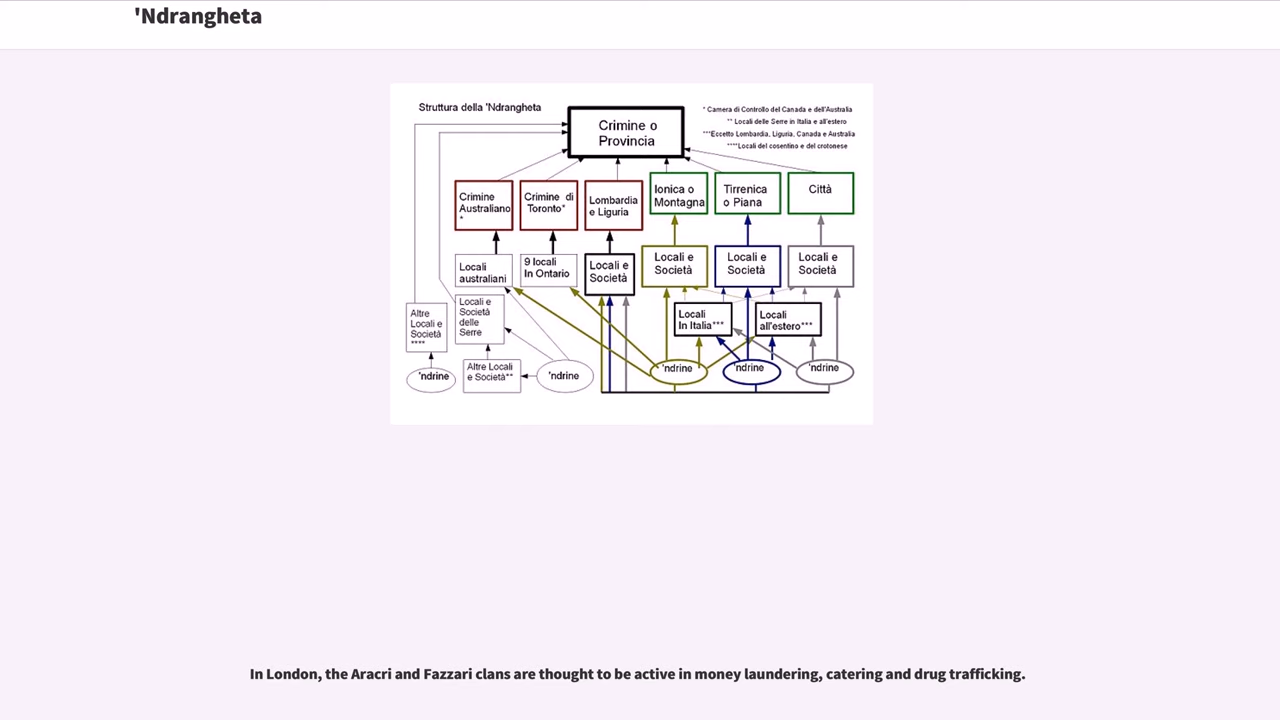 'Ndrangheta
Struttura della 'Ndrangheta
Crimine o
Provincia
* Camera di Controllo del Canada e dell'Australia
** Locali delle Serre in Italia e all'estero
***Eccetto Lombardia, Liguria, Canada e Australia
****Locali del cosentino e del crotonese
Crimine
Australiano
*
Crimine di
Toronto*
Lombardia
e Liguria
Ionica o
Montagna
Tirrenica
o Piana
Città
Locali
australiani
9 locali
In Ontario
Locali e
Società
Locali e
Società
Locali e
Società
Locali e
Società
Altre
Locali e
Società
****
Locali e
Società
delle
Serre
Locali
In Italia***
Locali
all'estero***
Altre Locali
e Società**
'ndrine
'ndrine
'ndrine
'ndrine
'ndrine
In London, the Aracri and Fazzari clans are thought to be active in money laundering, catering and drug trafficking.